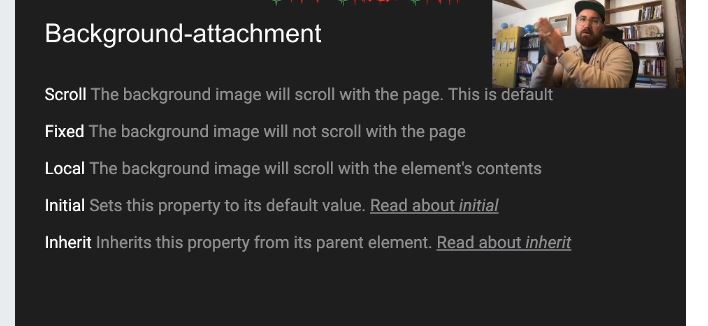 Background-attachment
Scroll The background image will scroll with the page. This is default
Fixed The background image will not scroll with the page
Local The background image will scroll with the element's contents
Initial Sets this property to its default value. Read about initial
Inherit Inherits this property from its parent element. Read about inherit